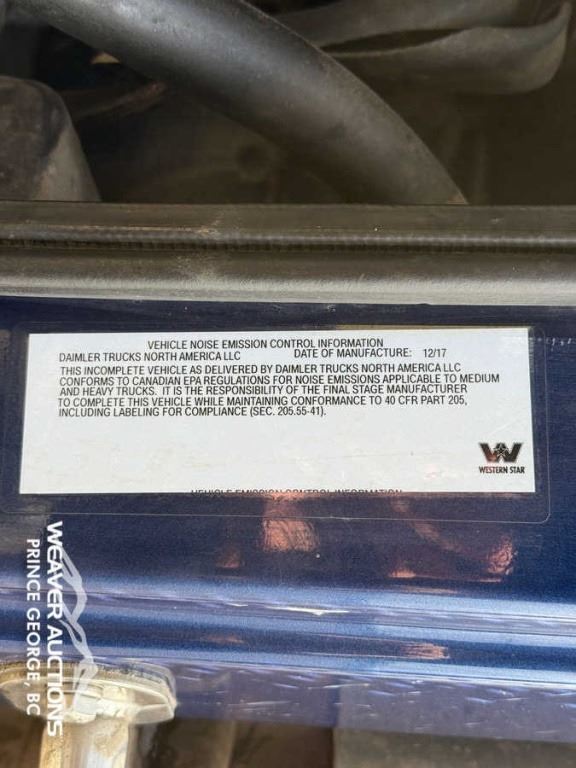 VEHICLE NOISE EMISSION CONTROL INFORMATION
DAIMLER TRUCKS NORTH AMERICA LLC DATE OF MANUFACTURE: 12/17
THIS INCOMPLETE VEHICLE AS DELIVERED BY DAIMLER TRUCKS NORTH AMERICA LLC
CONFORMS TO CANADIAN EPA REGULATIONS FOR NOISE EMISSIONS APPLICABLE TO MEDIUM
AND HEAVY TRUCKS. IT IS THE RESPONSIBILITY OF THE FINAL STAGE MANUFACTURER
TO COMPLETE THIS VEHICLE WHILE MAINTAINING CONFORMANCE TO 40 CFR PART 205,
INCLUDING LABELING FOR COMPLIANCE (SEC. 205.55-41).
WESTERN STAR
VEHICLE EMISSION CONTROL INFORMATION
WEAVER AUCTIONS
PRINCE GEORGE, BC